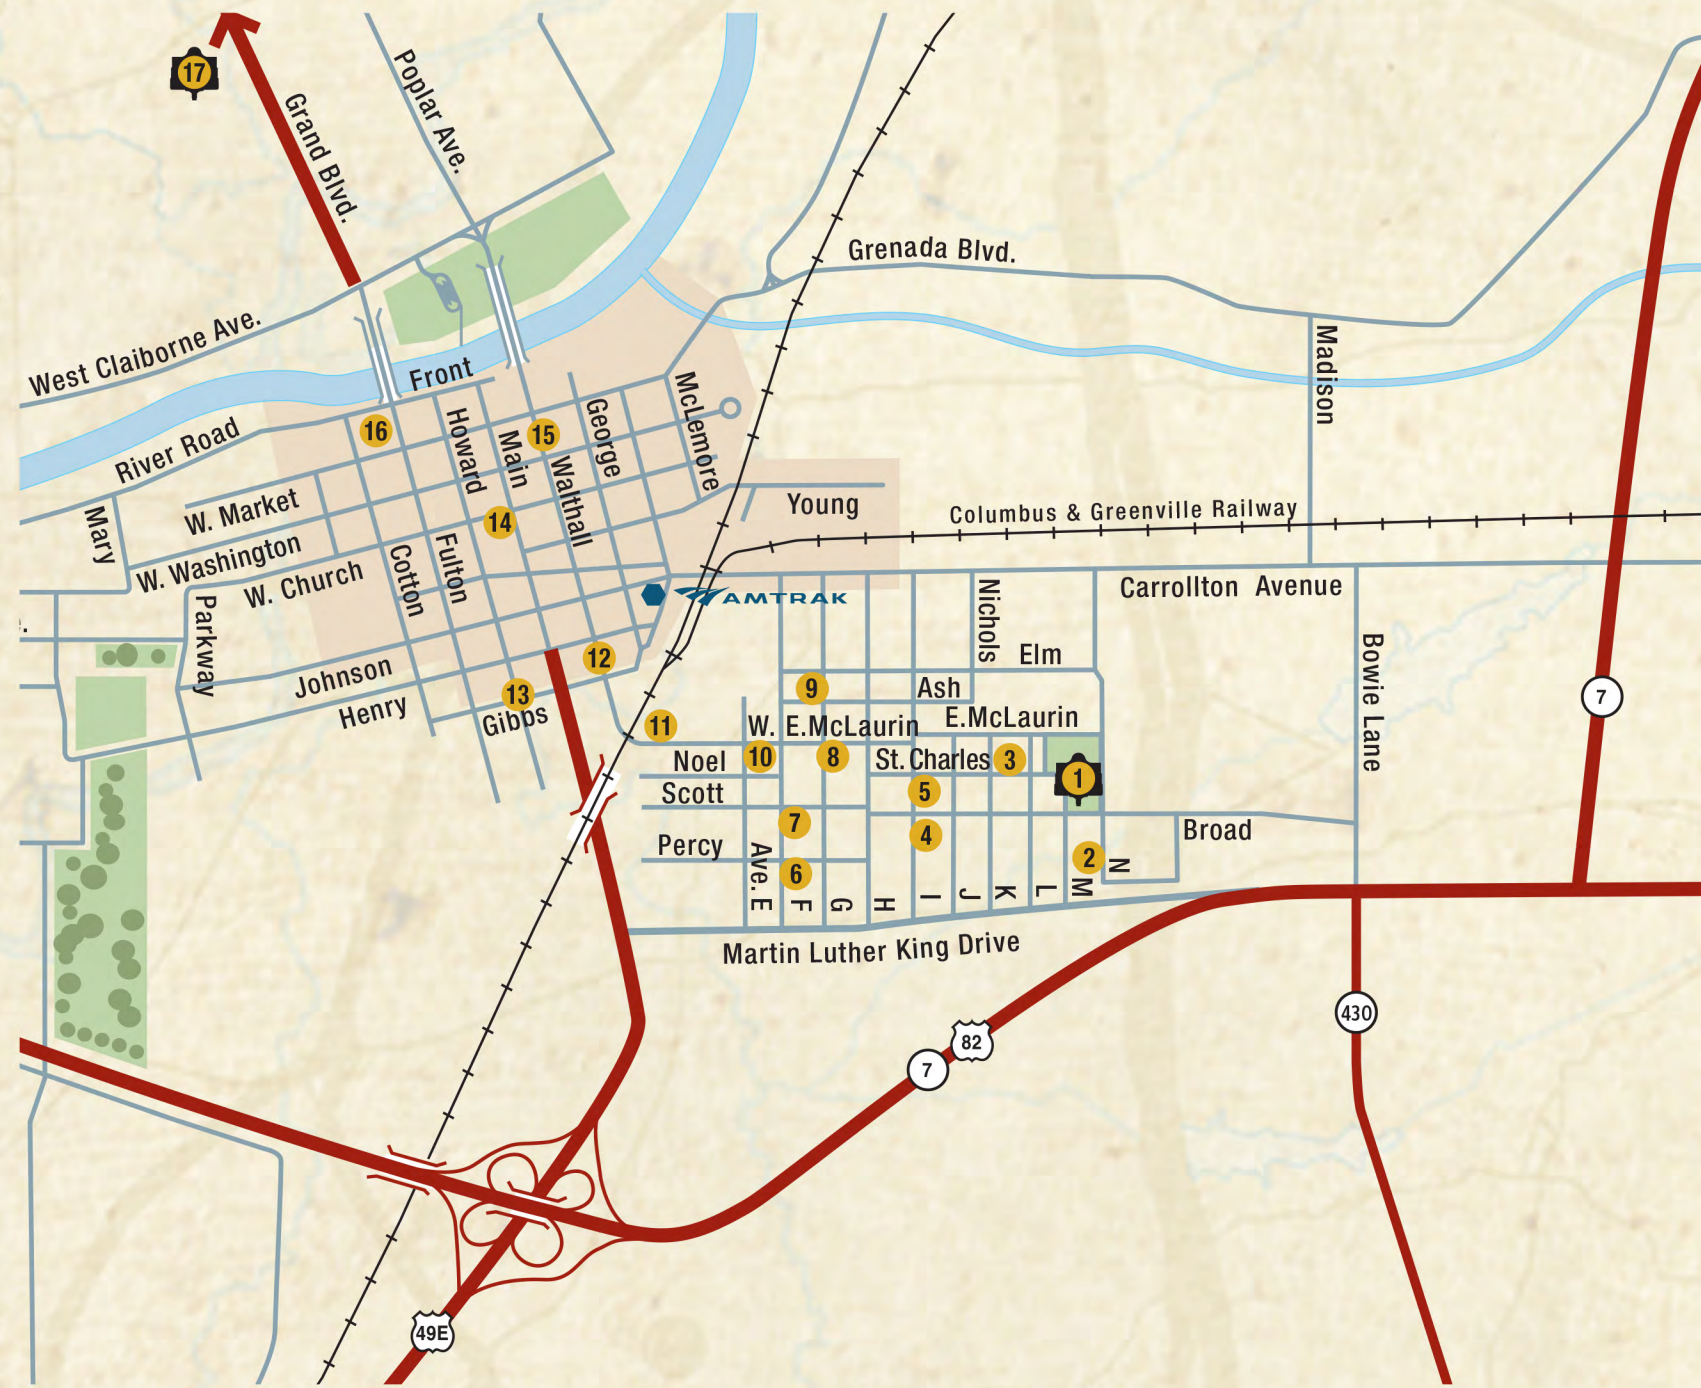 17
Grand Blvd.
Poplar Ave.
Grenada Blvd.
West Claiborne Ave.
Front
Madison
River Road
16
Howard
Main
15
George
McLemore
W. Market
Walthall
Young
Columbus & Greenville Railway
Mary
14
W. Washington
W. Church
Cotton
Fulton
Carrollton Avenue
AMTRAK
Parkway
Nichols
Elm
Bowie Lane
Johnson
12
9
Ash
7
Henry
13
Gibbs
11
W.
E.McLaurin
E.McLaurin
Noel
10
8
St. Charles
3
1
Scott
5
7
4
Broad
Percy
Ave. E
6
2
N
F
G
H
I
J
K
L
M
Martin Luther King Drive
430
82
7
49E